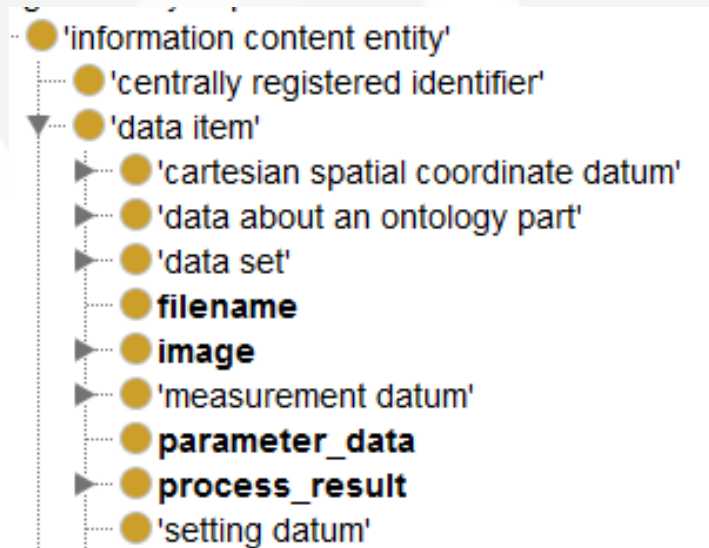 'information content entity'
'centrally registered identifier'
'data item'
'cartesian spatial coordinate datum'
'data about an ontology part'
'data set'
filename
image
'measurement datum'
parameter_data
process_result
'setting datum'